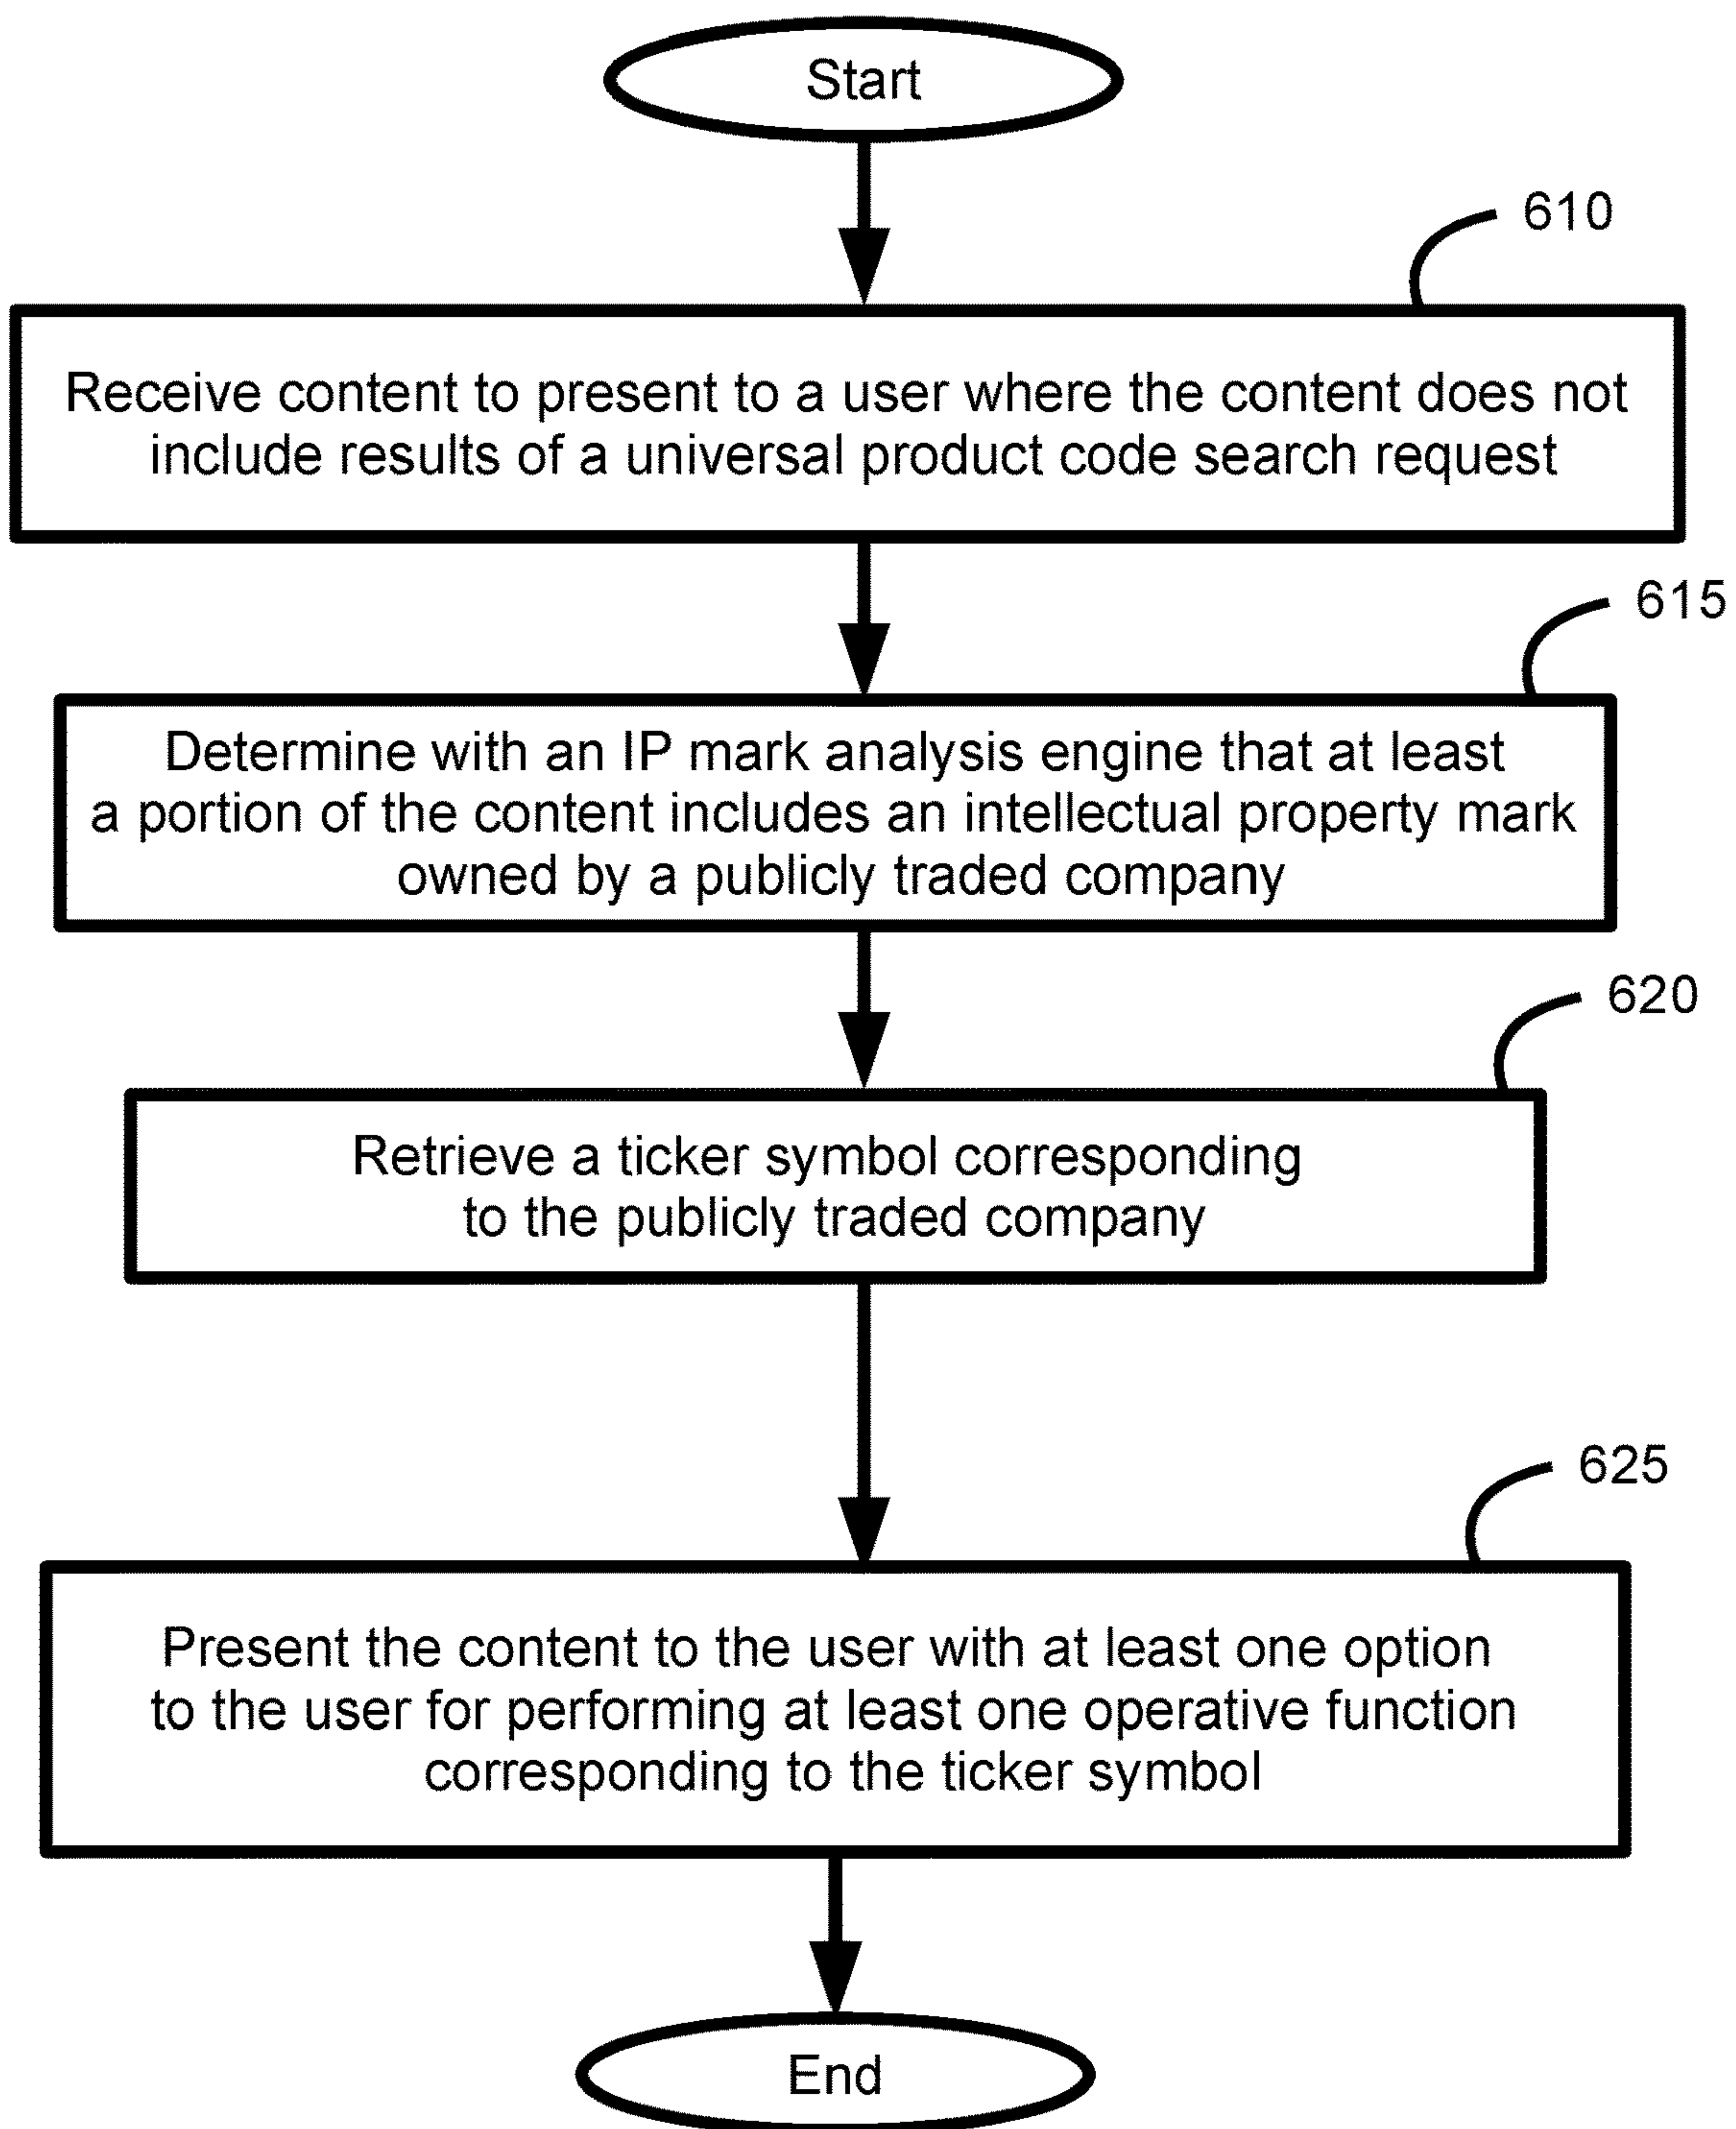 Start
610
Receive content to present to a user where the content does not
include results of a universal product code search request
615
Determine with an IP mark analysis engine that at least
a portion of the content includes an intellectual property mark
owned by a publicly traded company
620
Retrieve a ticker symbol corresponding
to the publicly traded company
625
Present the content to the user with at least one option
to the user for performing at least one operative function
corresponding to the ticker symbol
End